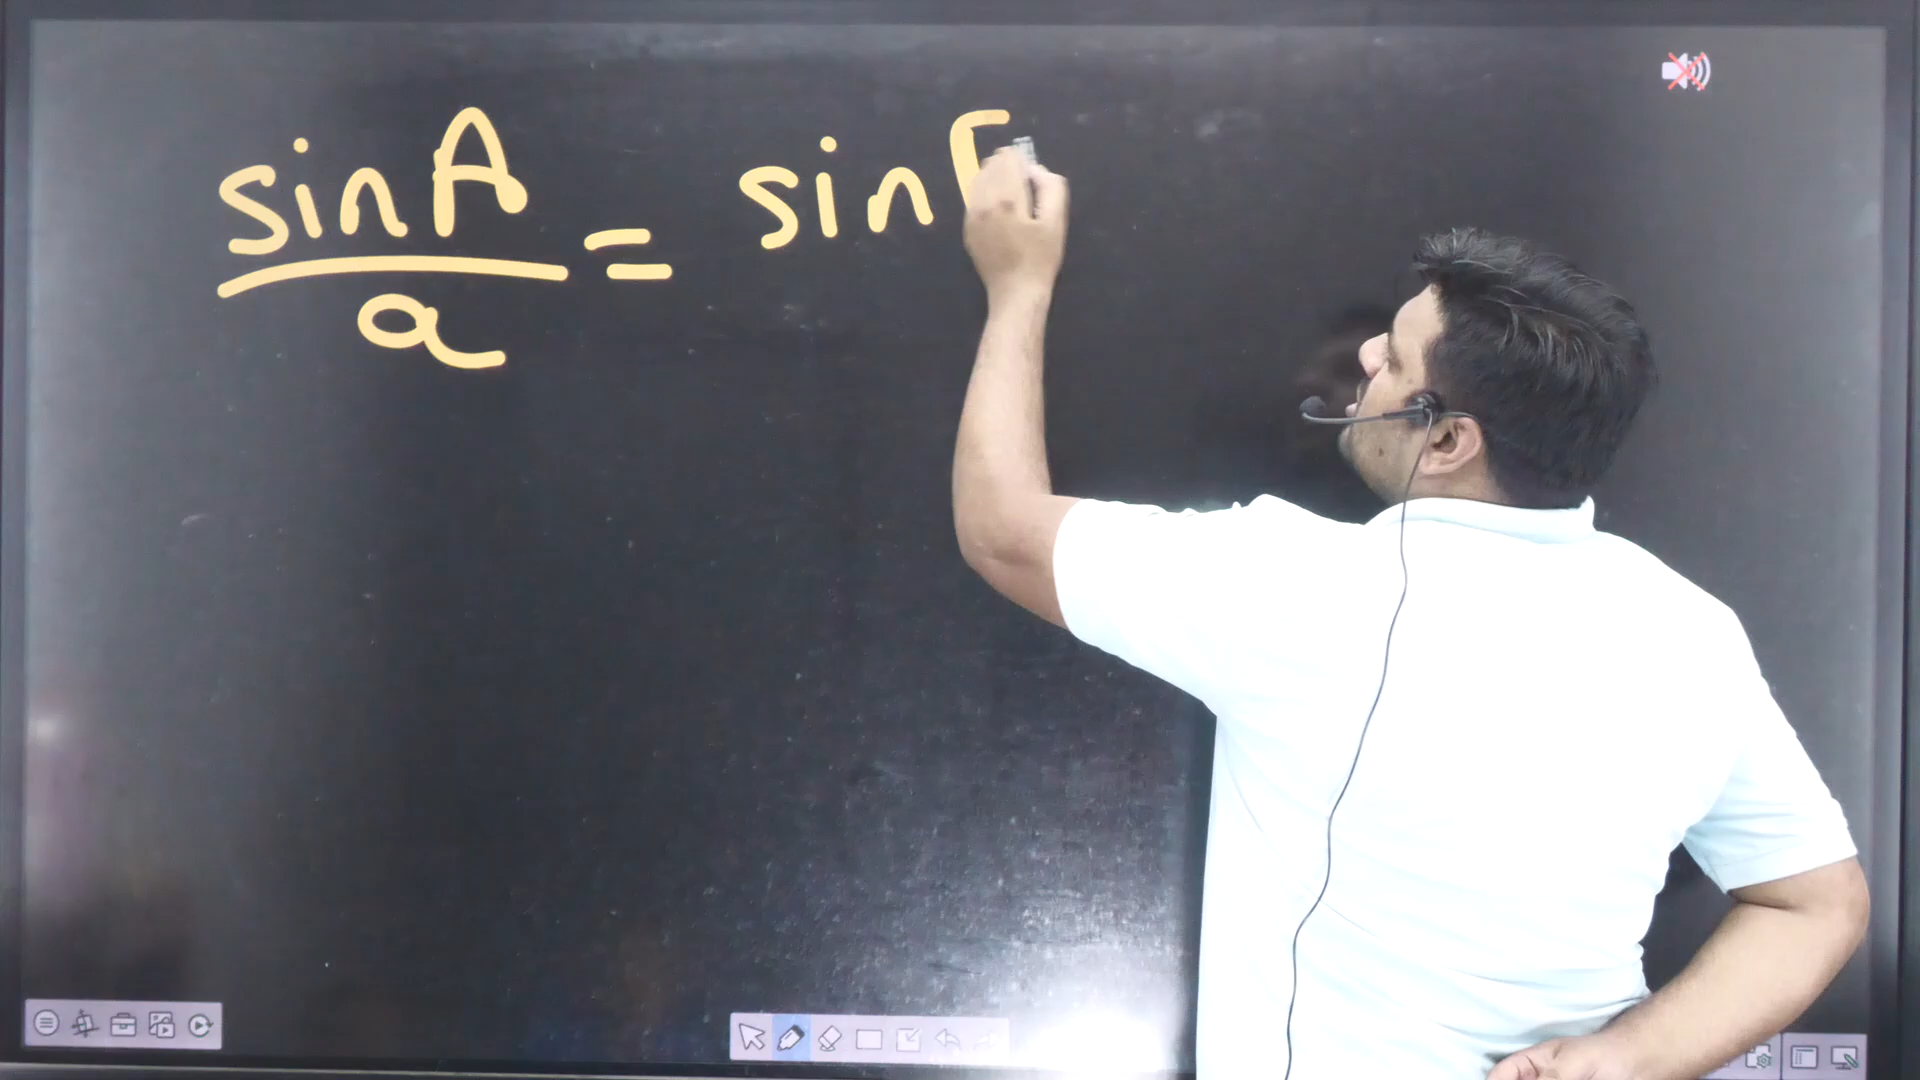 sin A / a = sin